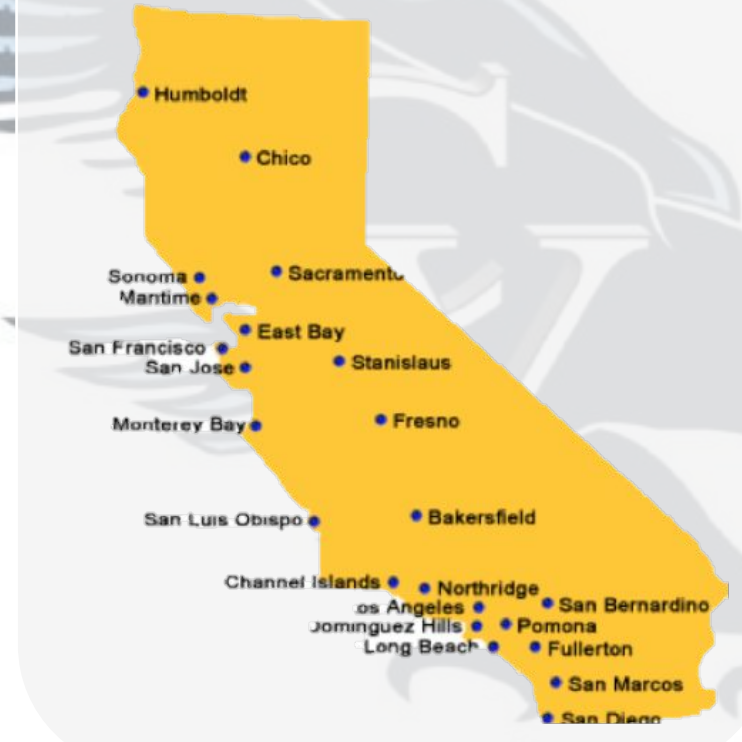 Humboldt
Chico
Sonoma
Sacramento
Maritime
East Bay
San Francisco
Stanislaus
San Jose
Fresno
Monterey Bay
Bakersfield
San Luis Obispo
Channel Islands
Northridge
Los Angeles
San Bernardino
Dominguez Hills
Pomona
Long Beach
Fullerton
San Marcos
San Diego